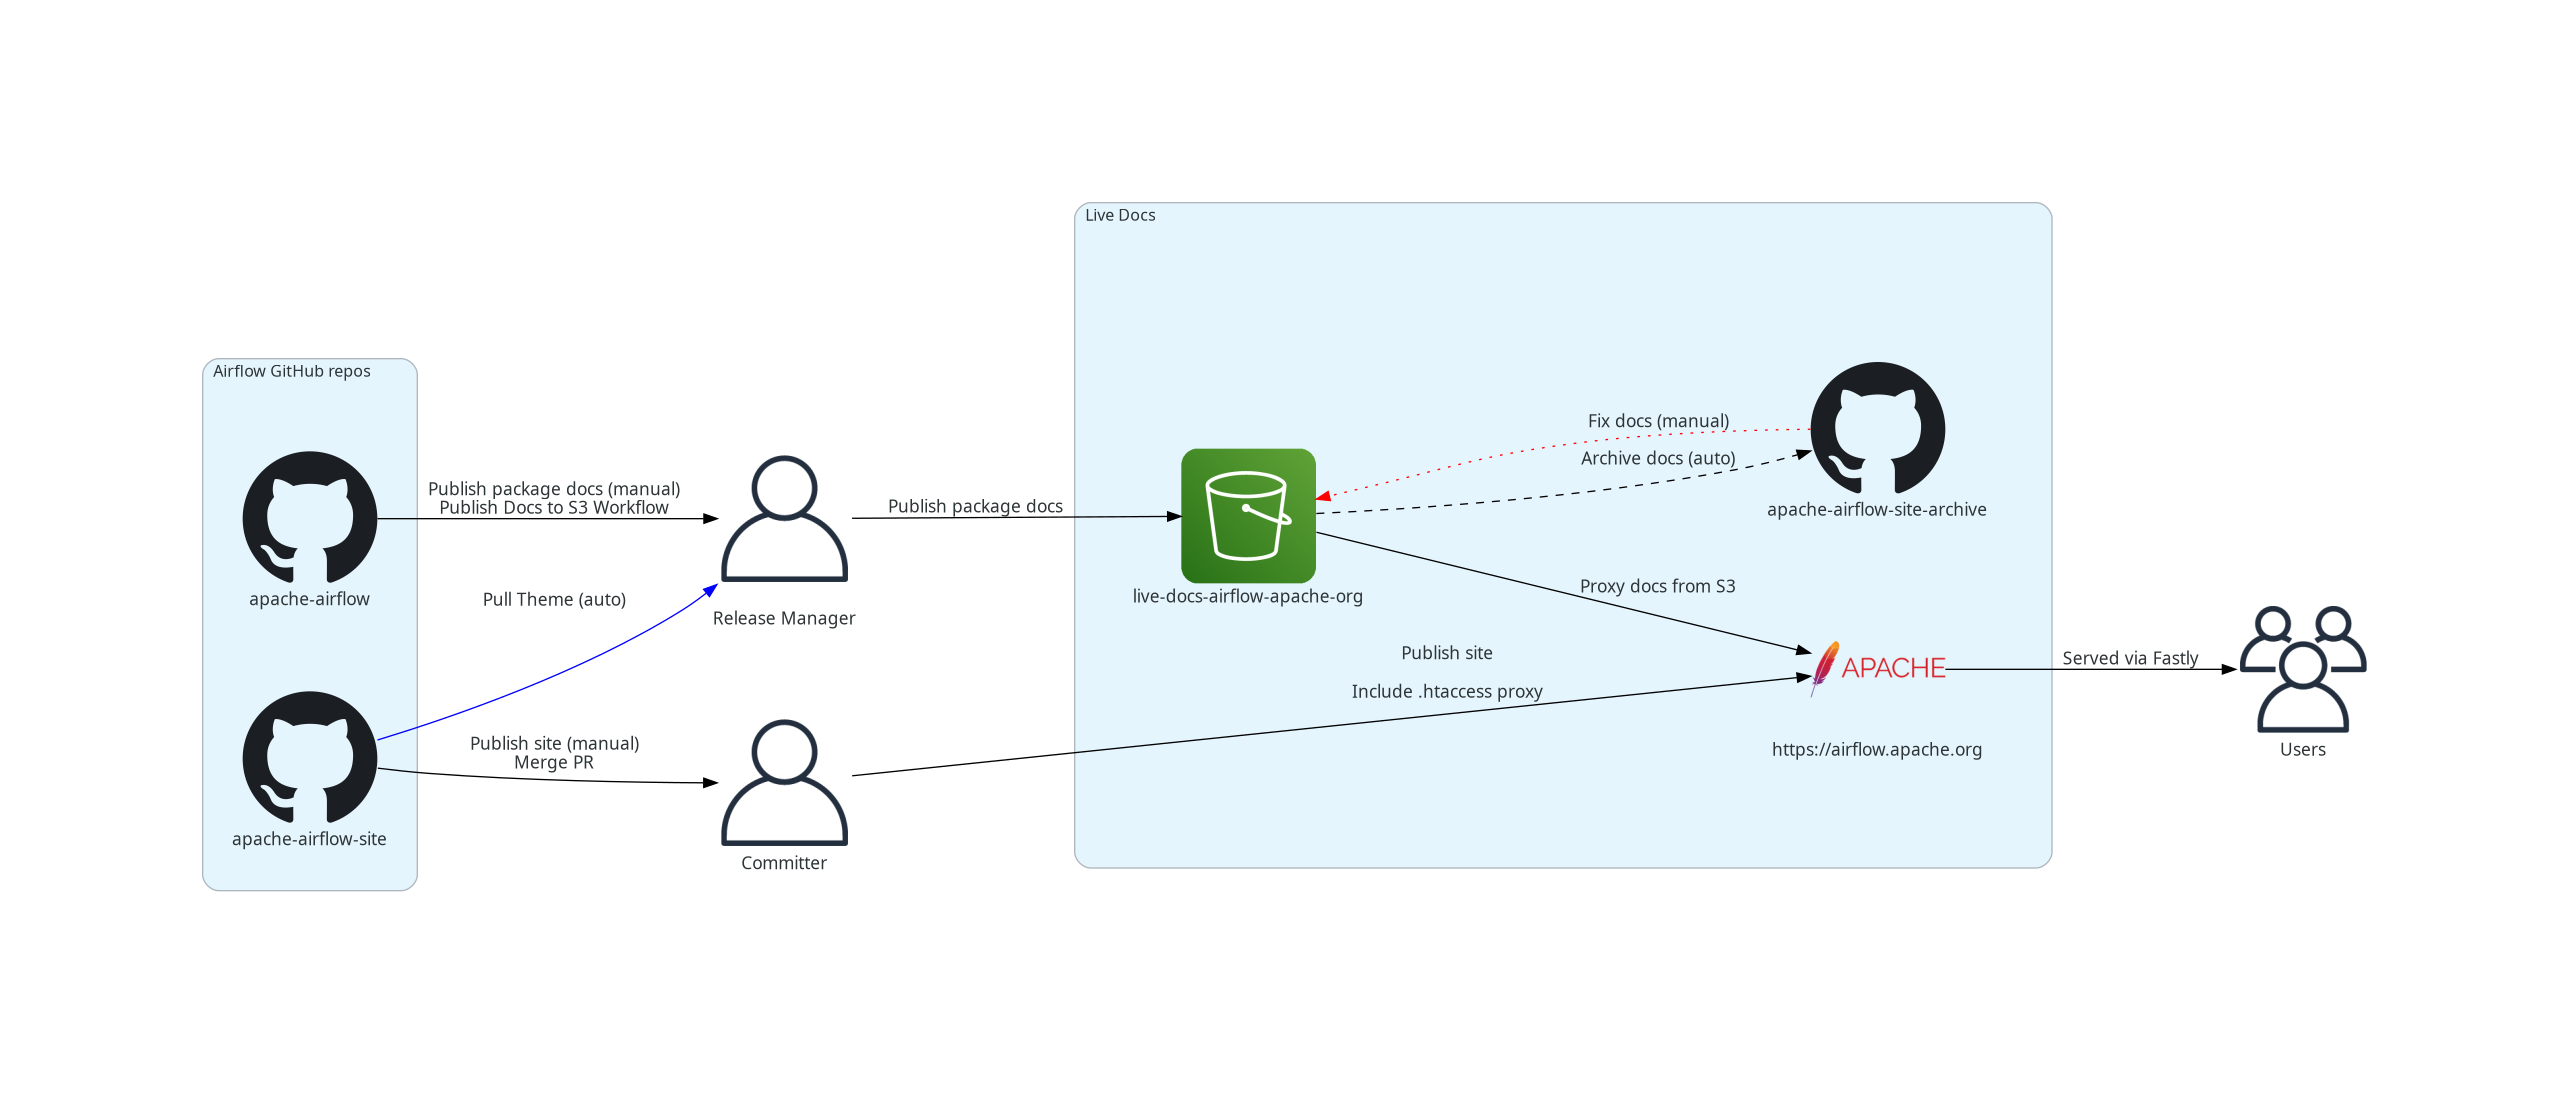 Airflow GitHub repos
apache-airflow
apache-airflow-site
Publish package docs (manual)
Publish Docs to S3 Workflow
Pull Theme (auto)
Publish site (manual)
Merge PR
Release Manager
Committer
Publish package docs
Live Docs
live-docs-airflow-apache-org
Fix docs (manual)
Archive docs (auto)
apache-airflow-site-archive
Proxy docs from S3
Publish site
Include .htaccess proxy
APACHE
https://airflow.apache.org
Served via Fastly
Users